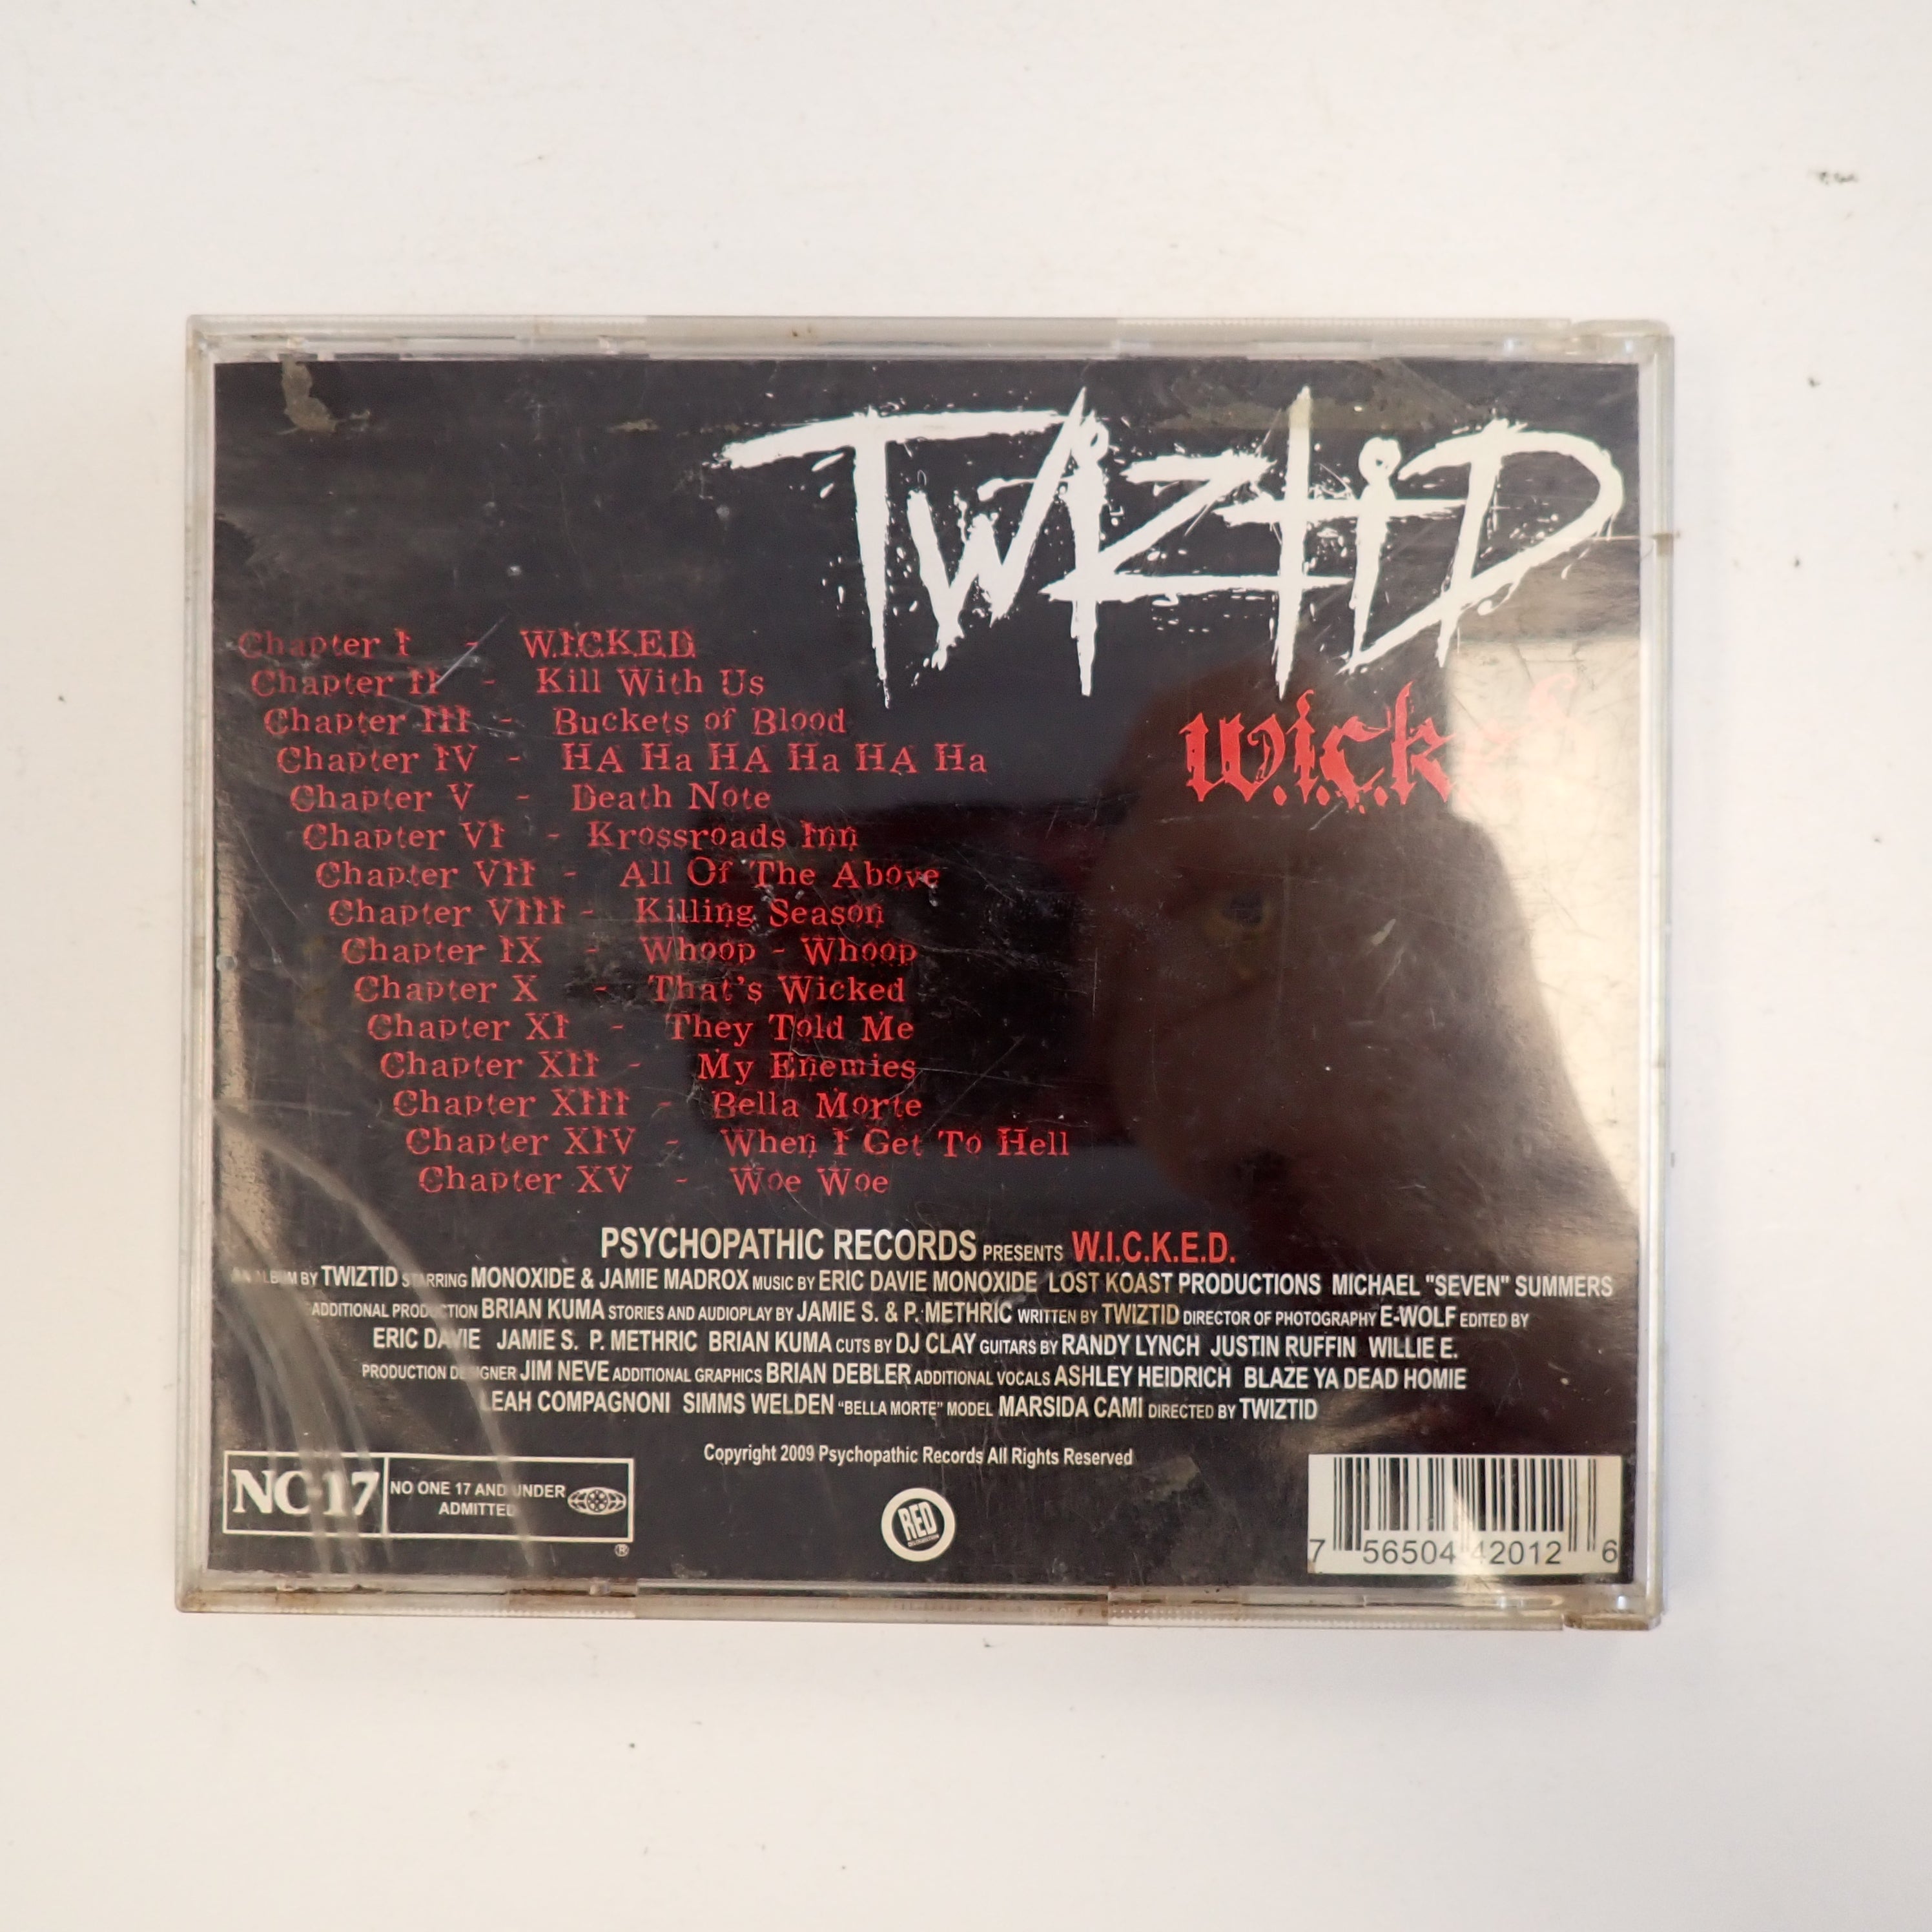 TWiZtiD
w.i.c.k
Chapter I - W.I.C.K.E.D.
Chapter II - Kill With Us
Chapter III - Buckets of Blood
Chapter IV - HA Ha HA Ha HA Ha
Chapter V - Death Note
Chapter VI - Krossroads Inn
Chapter VII - All Of The Above
Chapter VIII - Killing Season
Chapter IX - Whoop - Whoop
Chapter X - That's Wicked
Chapter XI - They Told Me
Chapter XII - My Enemies
Chapter XIII - Bella Morte
Chapter XIV - When I Get To Hell
Chapter XV - Woe Woe
PSYCHOPATHIC RECORDS PRESENTS W.I.C.K.E.D.
AN ALBUM BY TWIZTID STARRING MONOXIDE & JAMIE MADROX MUSIC BY ERIC DAVIE MONOXIDE LOST KOAST PRODUCTIONS MICHAEL "SEVEN" SUMMERS
ADDITIONAL PRODUCTION BRIAN KUMA STORIES AND AUDIOPLAY BY JAMIE S. & P. METHRIC WRITTEN BY TWIZTID DIRECTOR OF PHOTOGRAPHY E-WOLF EDITED BY
ERIC DAVIE JAMIE S. P. METHRIC BRIAN KUMA CUTS BY DJ CLAY GUITARS BY RANDY LYNCH JUSTIN RUFFIN WILLIE E.
PRODUCTION DESIGNER JIM NEVE ADDITIONAL GRAPHICS BRIAN DEBLER ADDITIONAL VOCALS ASHLEY HEIDRICH BLAZE YA DEAD HOMIE
LEAH COMPAGNONI SIMMS WELDEN "BELLA MORTE" MODEL MARSIDA CAMI DIRECTED BY TWIZTID
Copyright 2009 Psychopathic Records All Rights Reserved
NC-17
NO ONE 17 AND UNDER
ADMITTED
®
RED
7 56504 42012 6